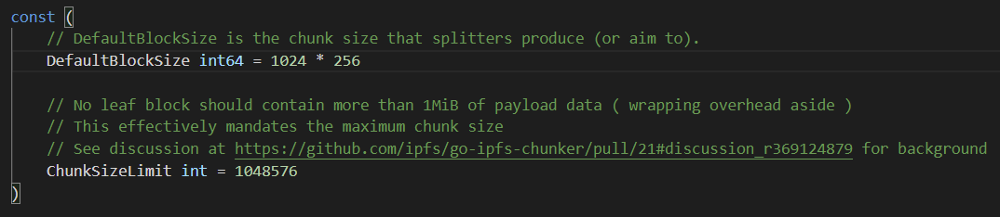 const (
// DefaultBlockSize is the chunk size that splitters produce (or aim to).
DefaultBlockSize int64 = 1024 * 256
// No leaf block should contain more than 1MiB of payload data ( wrapping overhead aside )
// This effectively mandates the maximum chunk size
// See discussion at https://github.com/ipfs/go-ipfs-chunker/pull/21#discussion_r369124879 for background
ChunkSizeLimit int = 1048576
)